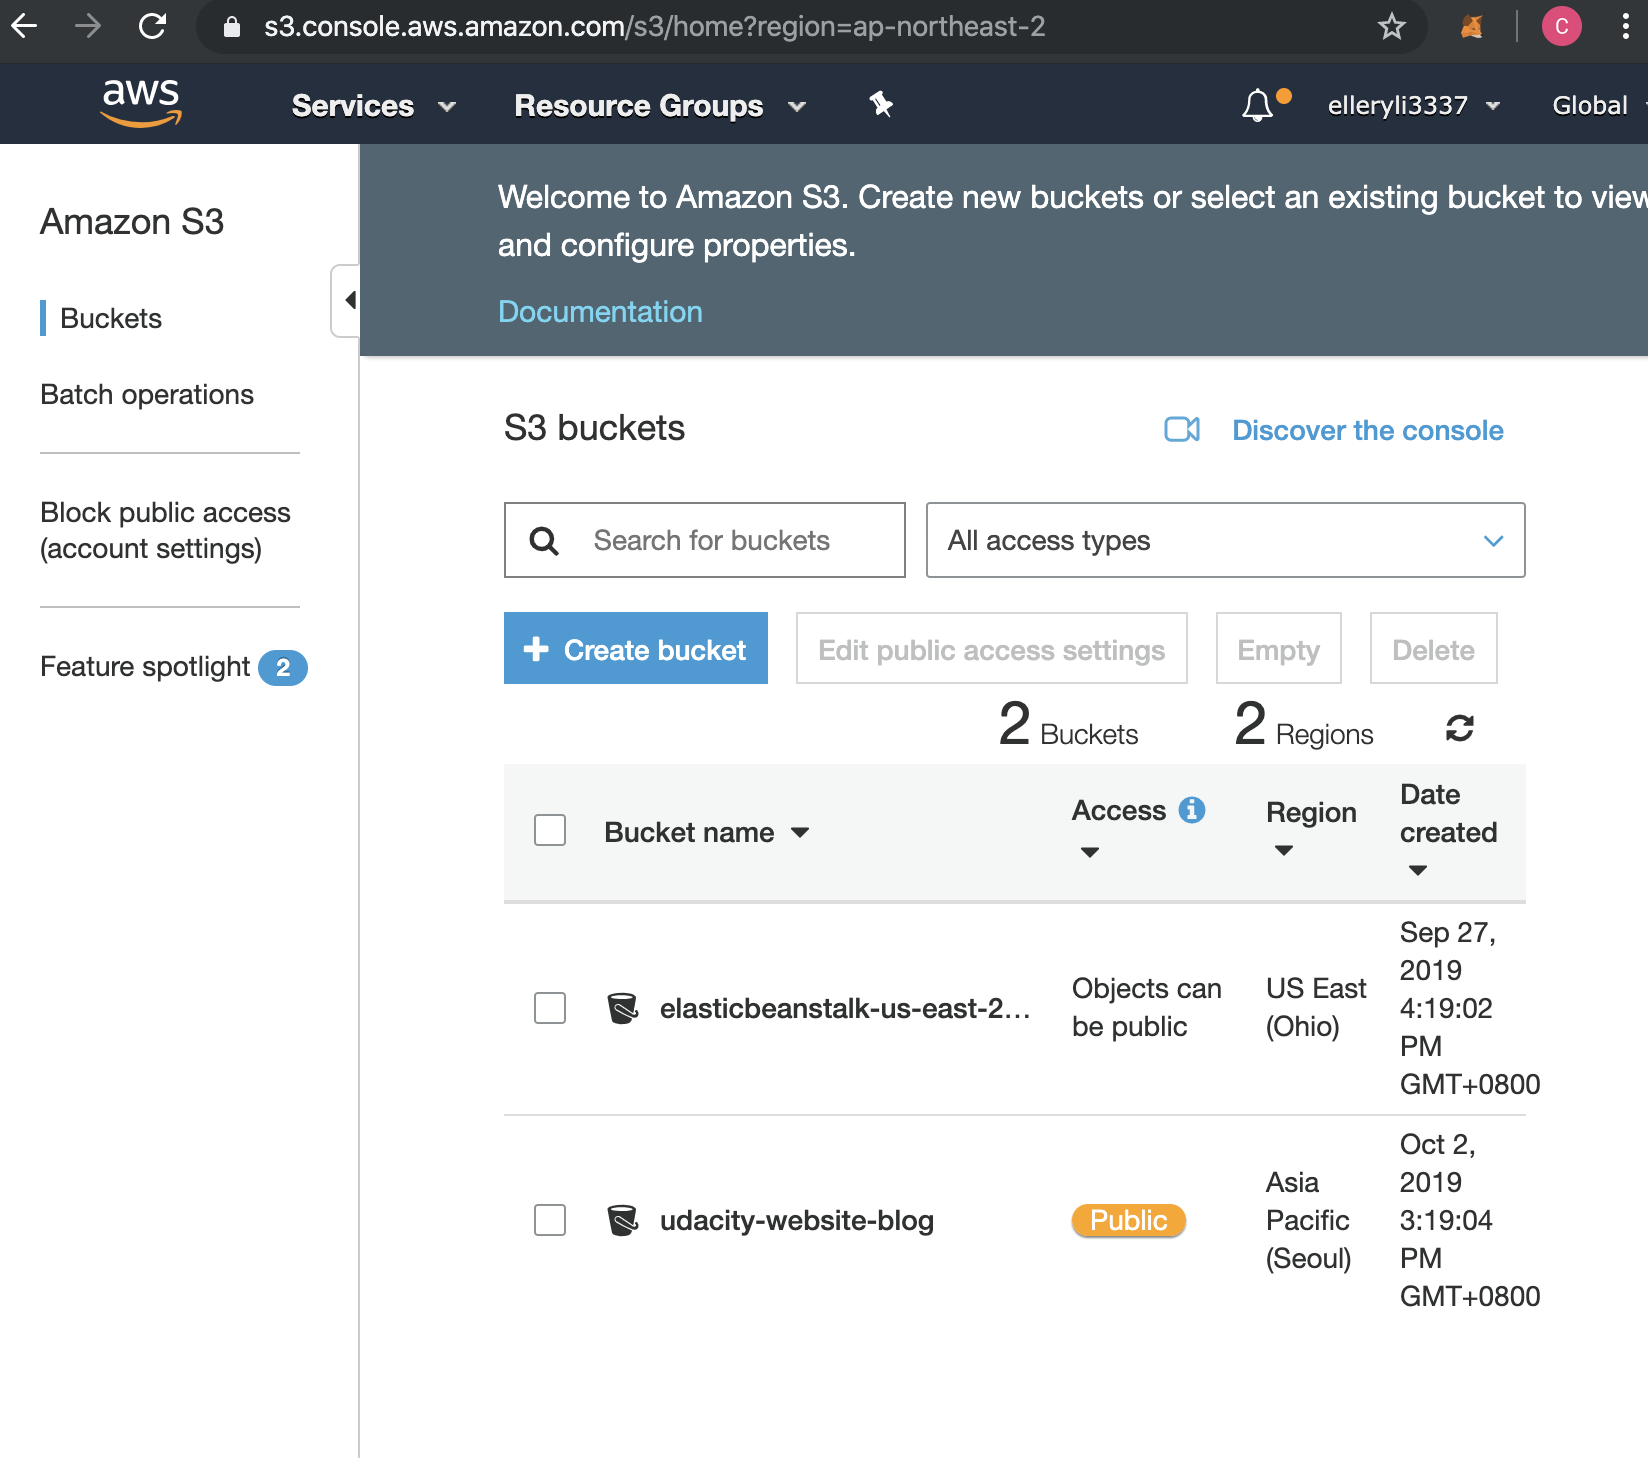 s3.console.aws.amazon.com/s3/home?region=ap-northeast-2
C
aws
Services
Resource Groups
elleryli3337
Global
Amazon S3
Buckets
Batch operations
Block public access
(account settings)
Feature spotlight 2
Welcome to Amazon S3. Create new buckets or select an existing bucket to view
and configure properties.
Documentation
S3 buckets
Discover the console
Search for buckets
All access types
Create bucket
Edit public access settings
Empty
Delete
2 Buckets
2 Regions
Bucket name
Access
Region
Date
created
elasticbeanstalk-us-east-2...
Objects can
be public
US East
(Ohio)
Sep 27,
2019
4:19:02
PM
GMT+0800
udacity-website-blog
Public
Asia
Pacific
(Seoul)
Oct 2,
2019
3:19:04
PM
GMT+0800